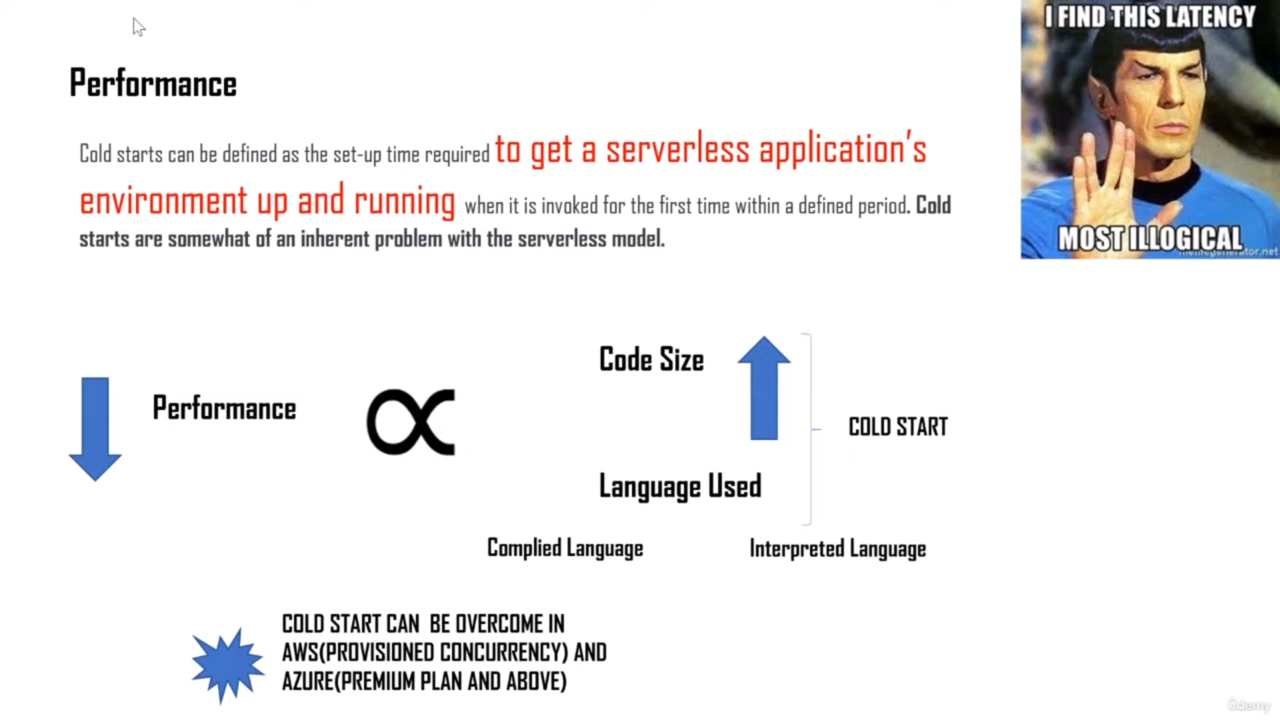 I FIND THIS LATENCY
MOST ILLOGICAL
memegenerator.net
Performance
Cold starts can be defined as the set-up time required to get a serverless application's
environment up and running when it is invoked for the first time within a defined period. Cold
starts are somewhat of an inherent problem with the serverless model.
Performance
∝
Code Size
Language Used
COLD START
Complied Language
Interpreted Language
COLD START CAN BE OVERCOME IN
AWS(PROVISIONED CONCURRENCY) AND
AZURE(PREMIUM PLAN AND ABOVE)
ûdemy